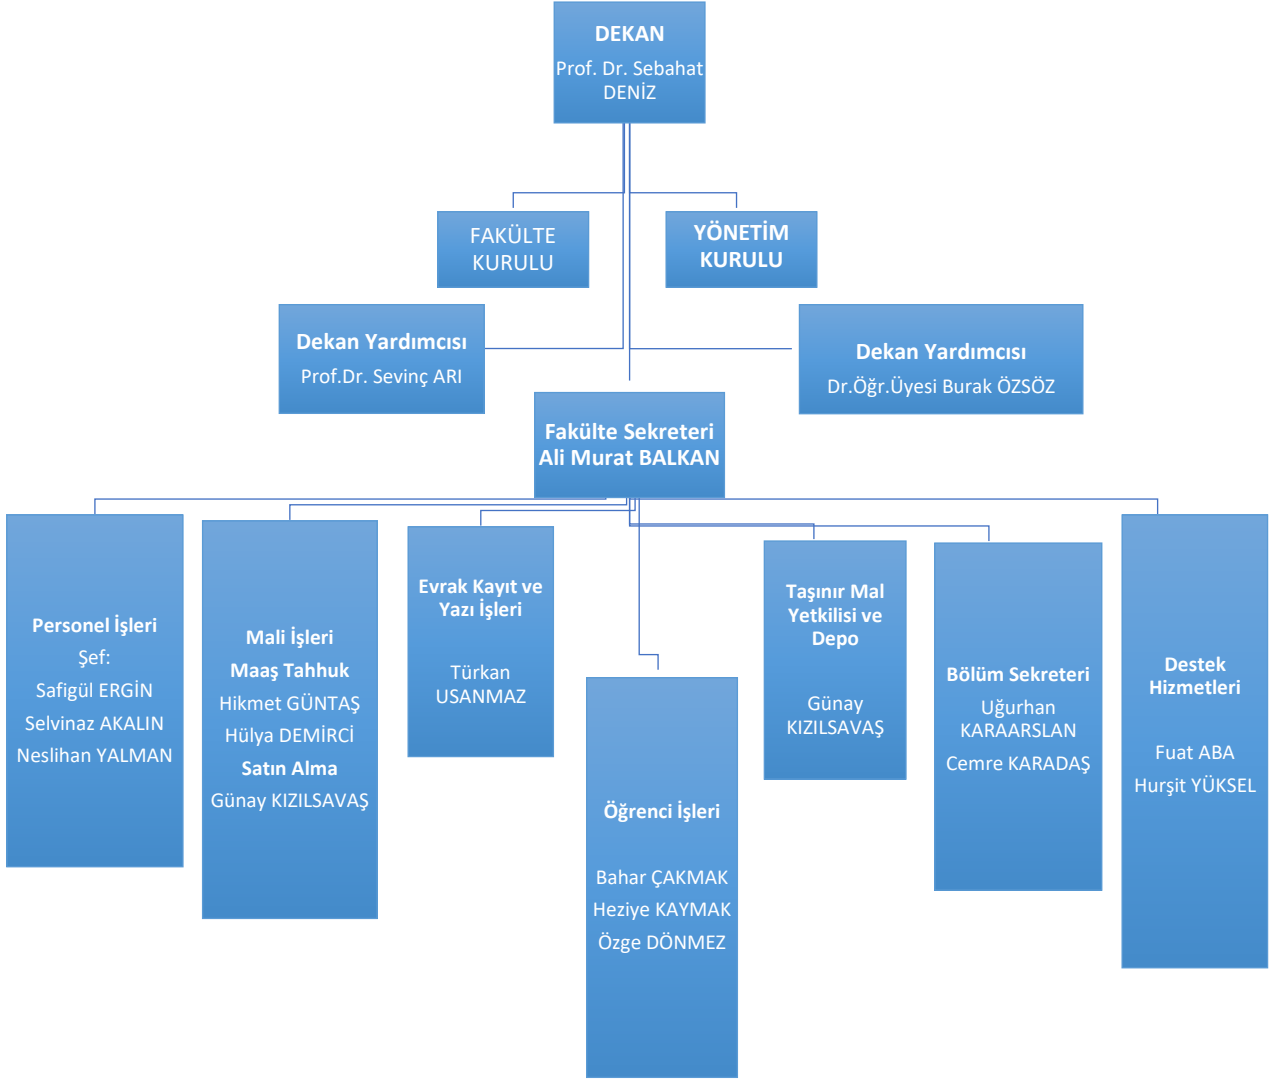 DEKAN
Prof. Dr. Sebahat
DENİZ
FAKÜLTE
KURULU
YÖNETİM
KURULU
Dekan Yardımcısı
Prof.Dr. Sevinç ARI
Dekan Yardımcısı
Dr.Öğr.Üyesi Burak ÖZSÖZ
Fakülte Sekreteri
Ali Murat BALKAN
Personel İşleri
Şef:
Safigül ERGİN
Selvinaz AKALIN
Neslihan YALMAN
Mali İşleri
Maaş Tahhuk
Hikmet GÜNTAŞ
Hülya DEMİRCİ
Satın Alma
Günay KIZILSAVAŞ
Evrak Kayıt ve
Yazı İşleri
Türkan
USANMAZ
Öğrenci İşleri
Bahar ÇAKMAK
Heziye KAYMAK
Özge DÖNMEZ
Taşınır Mal
Yetkilisi ve
Depo
Günay
KIZILSAVAŞ
Bölüm Sekreteri
Uğurhan
KARAARSLAN
Cemre KARADAŞ
Destek
Hizmetleri
Fuat ABA
Hurşit YÜKSEL